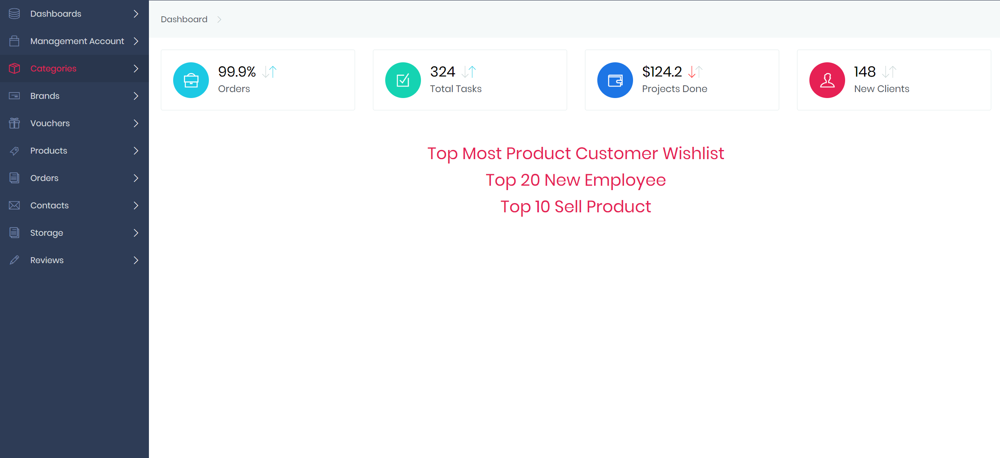 Dashboards
Management Account
Categories
Brands
Vouchers
Products
Orders
Contacts
Storage
Reviews
Dashboard
99.9%
Orders
324
Total Tasks
$124.2
Projects Done
148
New Clients
Top Most Product Customer Wishlist
Top 20 New Employee
Top 10 Sell Product